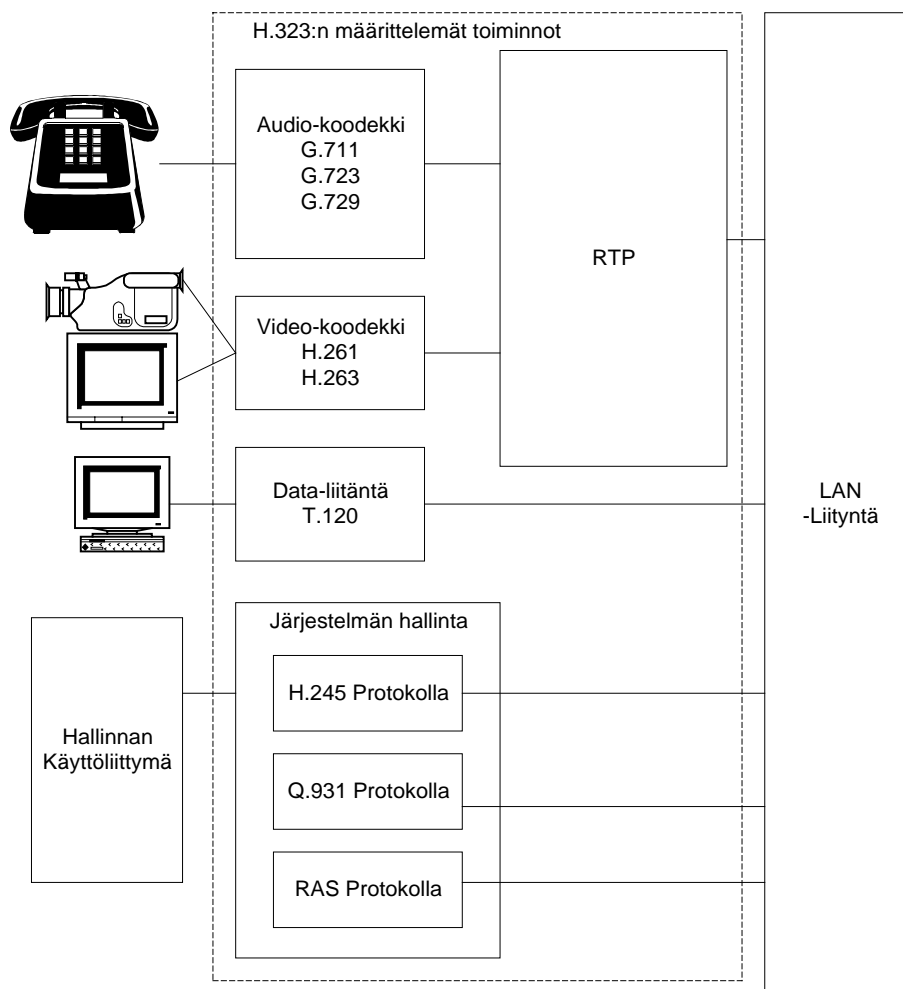 H.323:n määrittelemät toiminnot
Audio-koodekki
G.711
G.723
G.729
RTP
Video-koodekki
H.261
H.263
Data-liitäntä
T.120
LAN
-Liityntä
Järjestelmän hallinta
H.245 Protokolla
Hallinnan
Käyttöliittymä
Q.931 Protokolla
RAS Protokolla